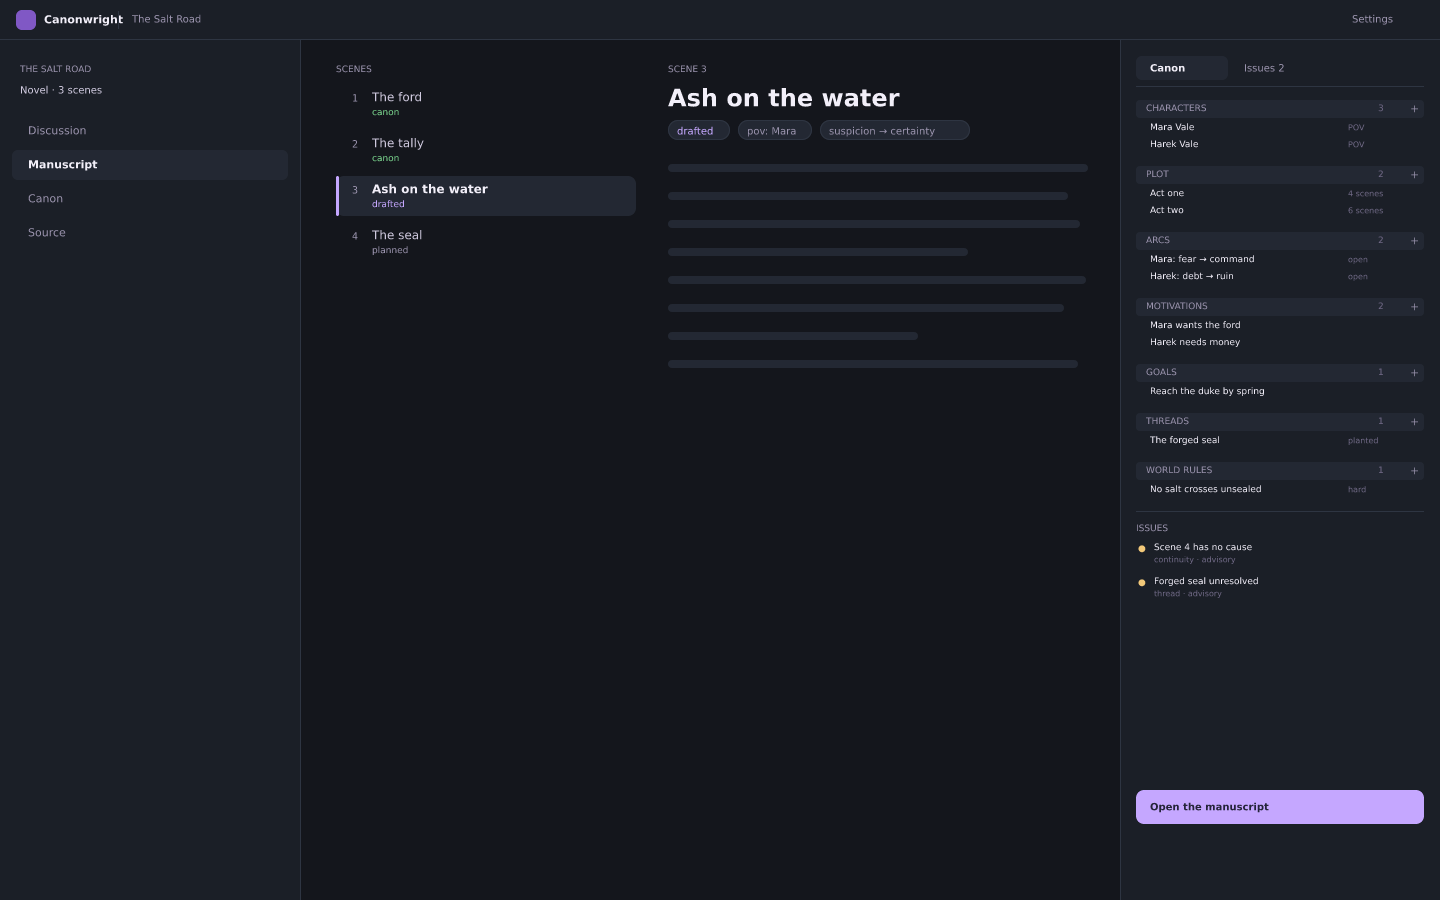 Canonwright The Salt Road Settings
THE SALT ROAD
Novel · 3 scenes
Discussion
Manuscript
Canon
Source
SCENES
1 The ford
canon
2 The tally
canon
3 Ash on the water
drafted
4 The seal
planned
SCENE 3
Ash on the water
drafted pov: Mara suspicion → certainty
Canon Issues 2
CHARACTERS 3 +
Mara Vale POV
Harek Vale POV
PLOT 2 +
Act one 4 scenes
Act two 6 scenes
ARCS 2 +
Mara: fear → command open
Harek: debt → ruin open
MOTIVATIONS 2 +
Mara wants the ford
Harek needs money
GOALS 1 +
Reach the duke by spring
THREADS 1 +
The forged seal planted
WORLD RULES 1 +
No salt crosses unsealed hard
ISSUES
Scene 4 has no cause
continuity · advisory
Forged seal unresolved
thread · advisory
Open the manuscript